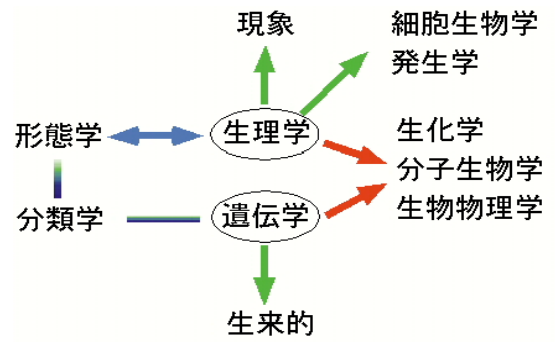 現象
細胞生物学
発生学
形態学
生理学
生化学
分子生物学
生物物理学
分類学
遺伝学
生来的